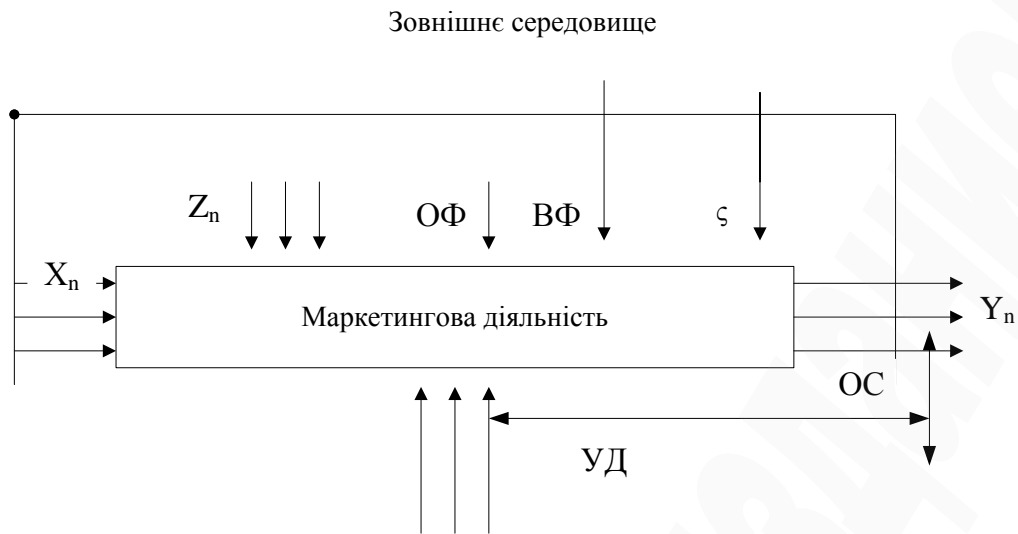 Зовнішнє середовище
Zn
ОФ
ВФ
ς
Xn
Маркетингова діяльність
Yn
ОС
УД